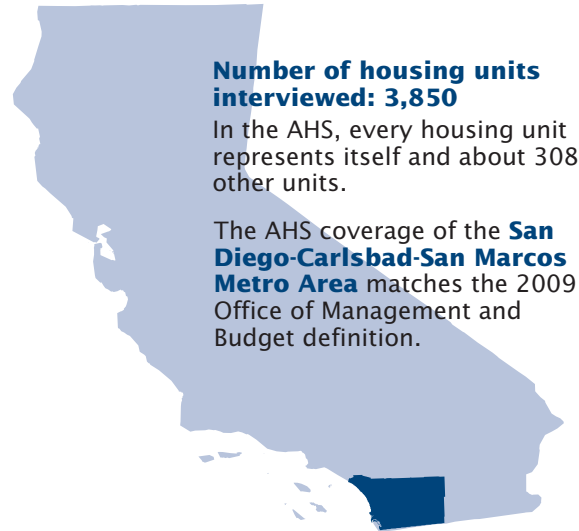 Number of housing units
interviewed: 3,850
In the AHS, every housing unit
represents itself and about 308
other units.
The AHS coverage of the San
Diego-Carlsbad-San Marcos
Metro Area matches the 2009
Office of Management and
Budget definition.